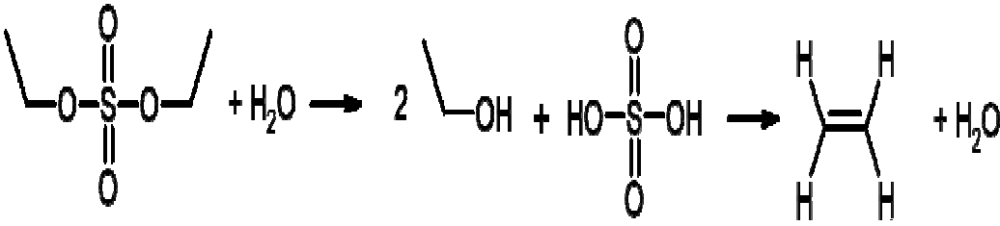 O O H H
O S O + H₂O → 2 OH + HO S OH → + H₂O
O O H H